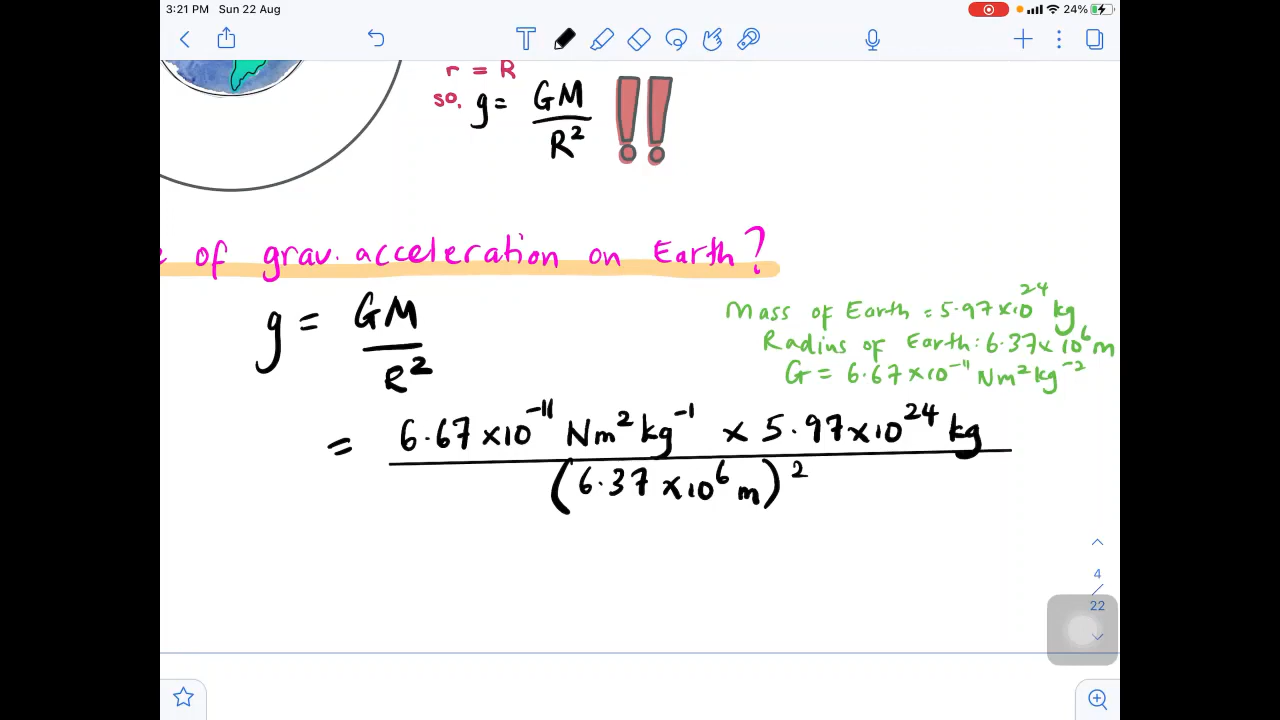 3:21 PM Sun 22 Aug
24%
T
r = R
so, g = GM
R²
!!
of grav. acceleration on Earth?
g = GM
R²
Mass of Earth = 5.97×10²⁴ kg
Radius of Earth: 6.37×10⁶ m
G = 6.67×10⁻¹¹ Nm²kg⁻²
= 6.67×10⁻¹¹ Nm²kg⁻¹ × 5.97×10²⁴ kg
(6.37×10⁶ m)²
4
/
22